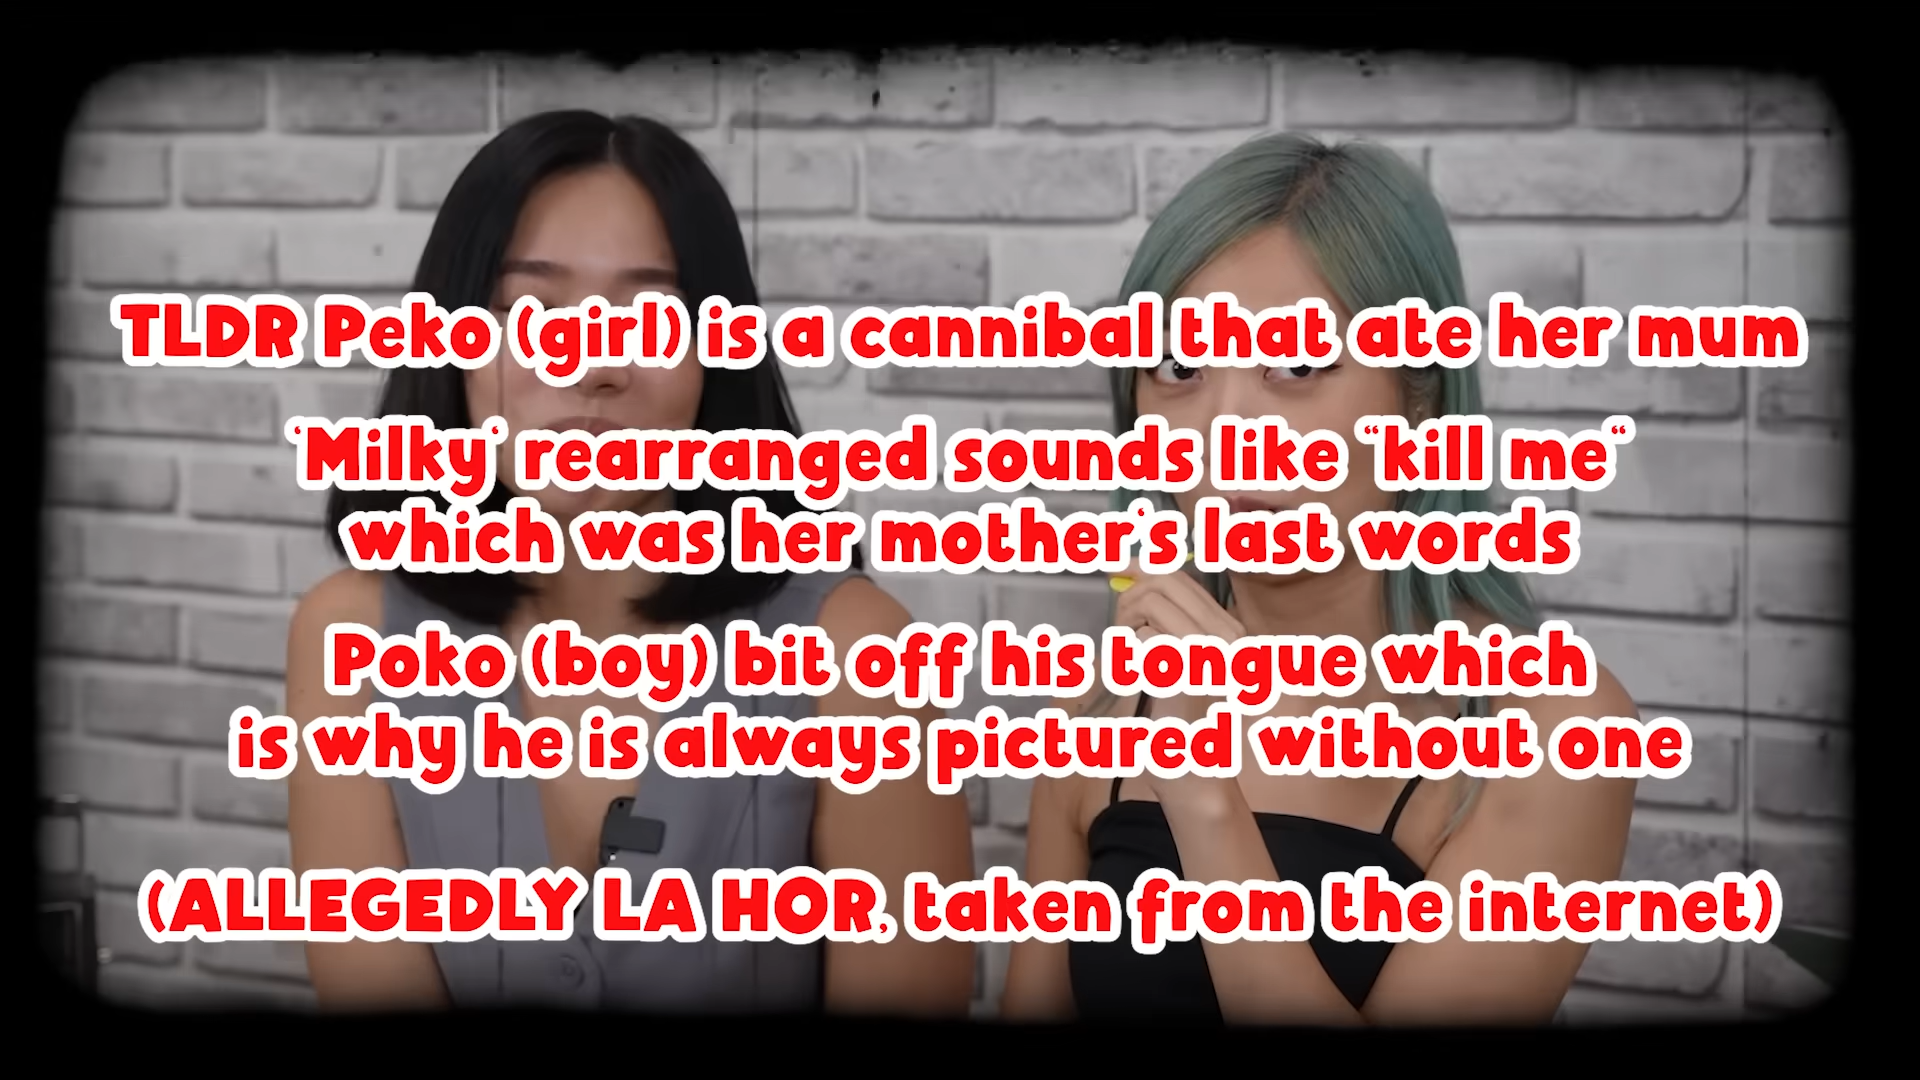 TLDR Peko (girl) is a cannibal that ate her mum
'Milky' rearranged sounds like "kill me"
which was her mother's last words
Poko (boy) bit off his tongue which
is why he is always pictured without one
(ALLEGEDLY LA HOR, taken from the internet)